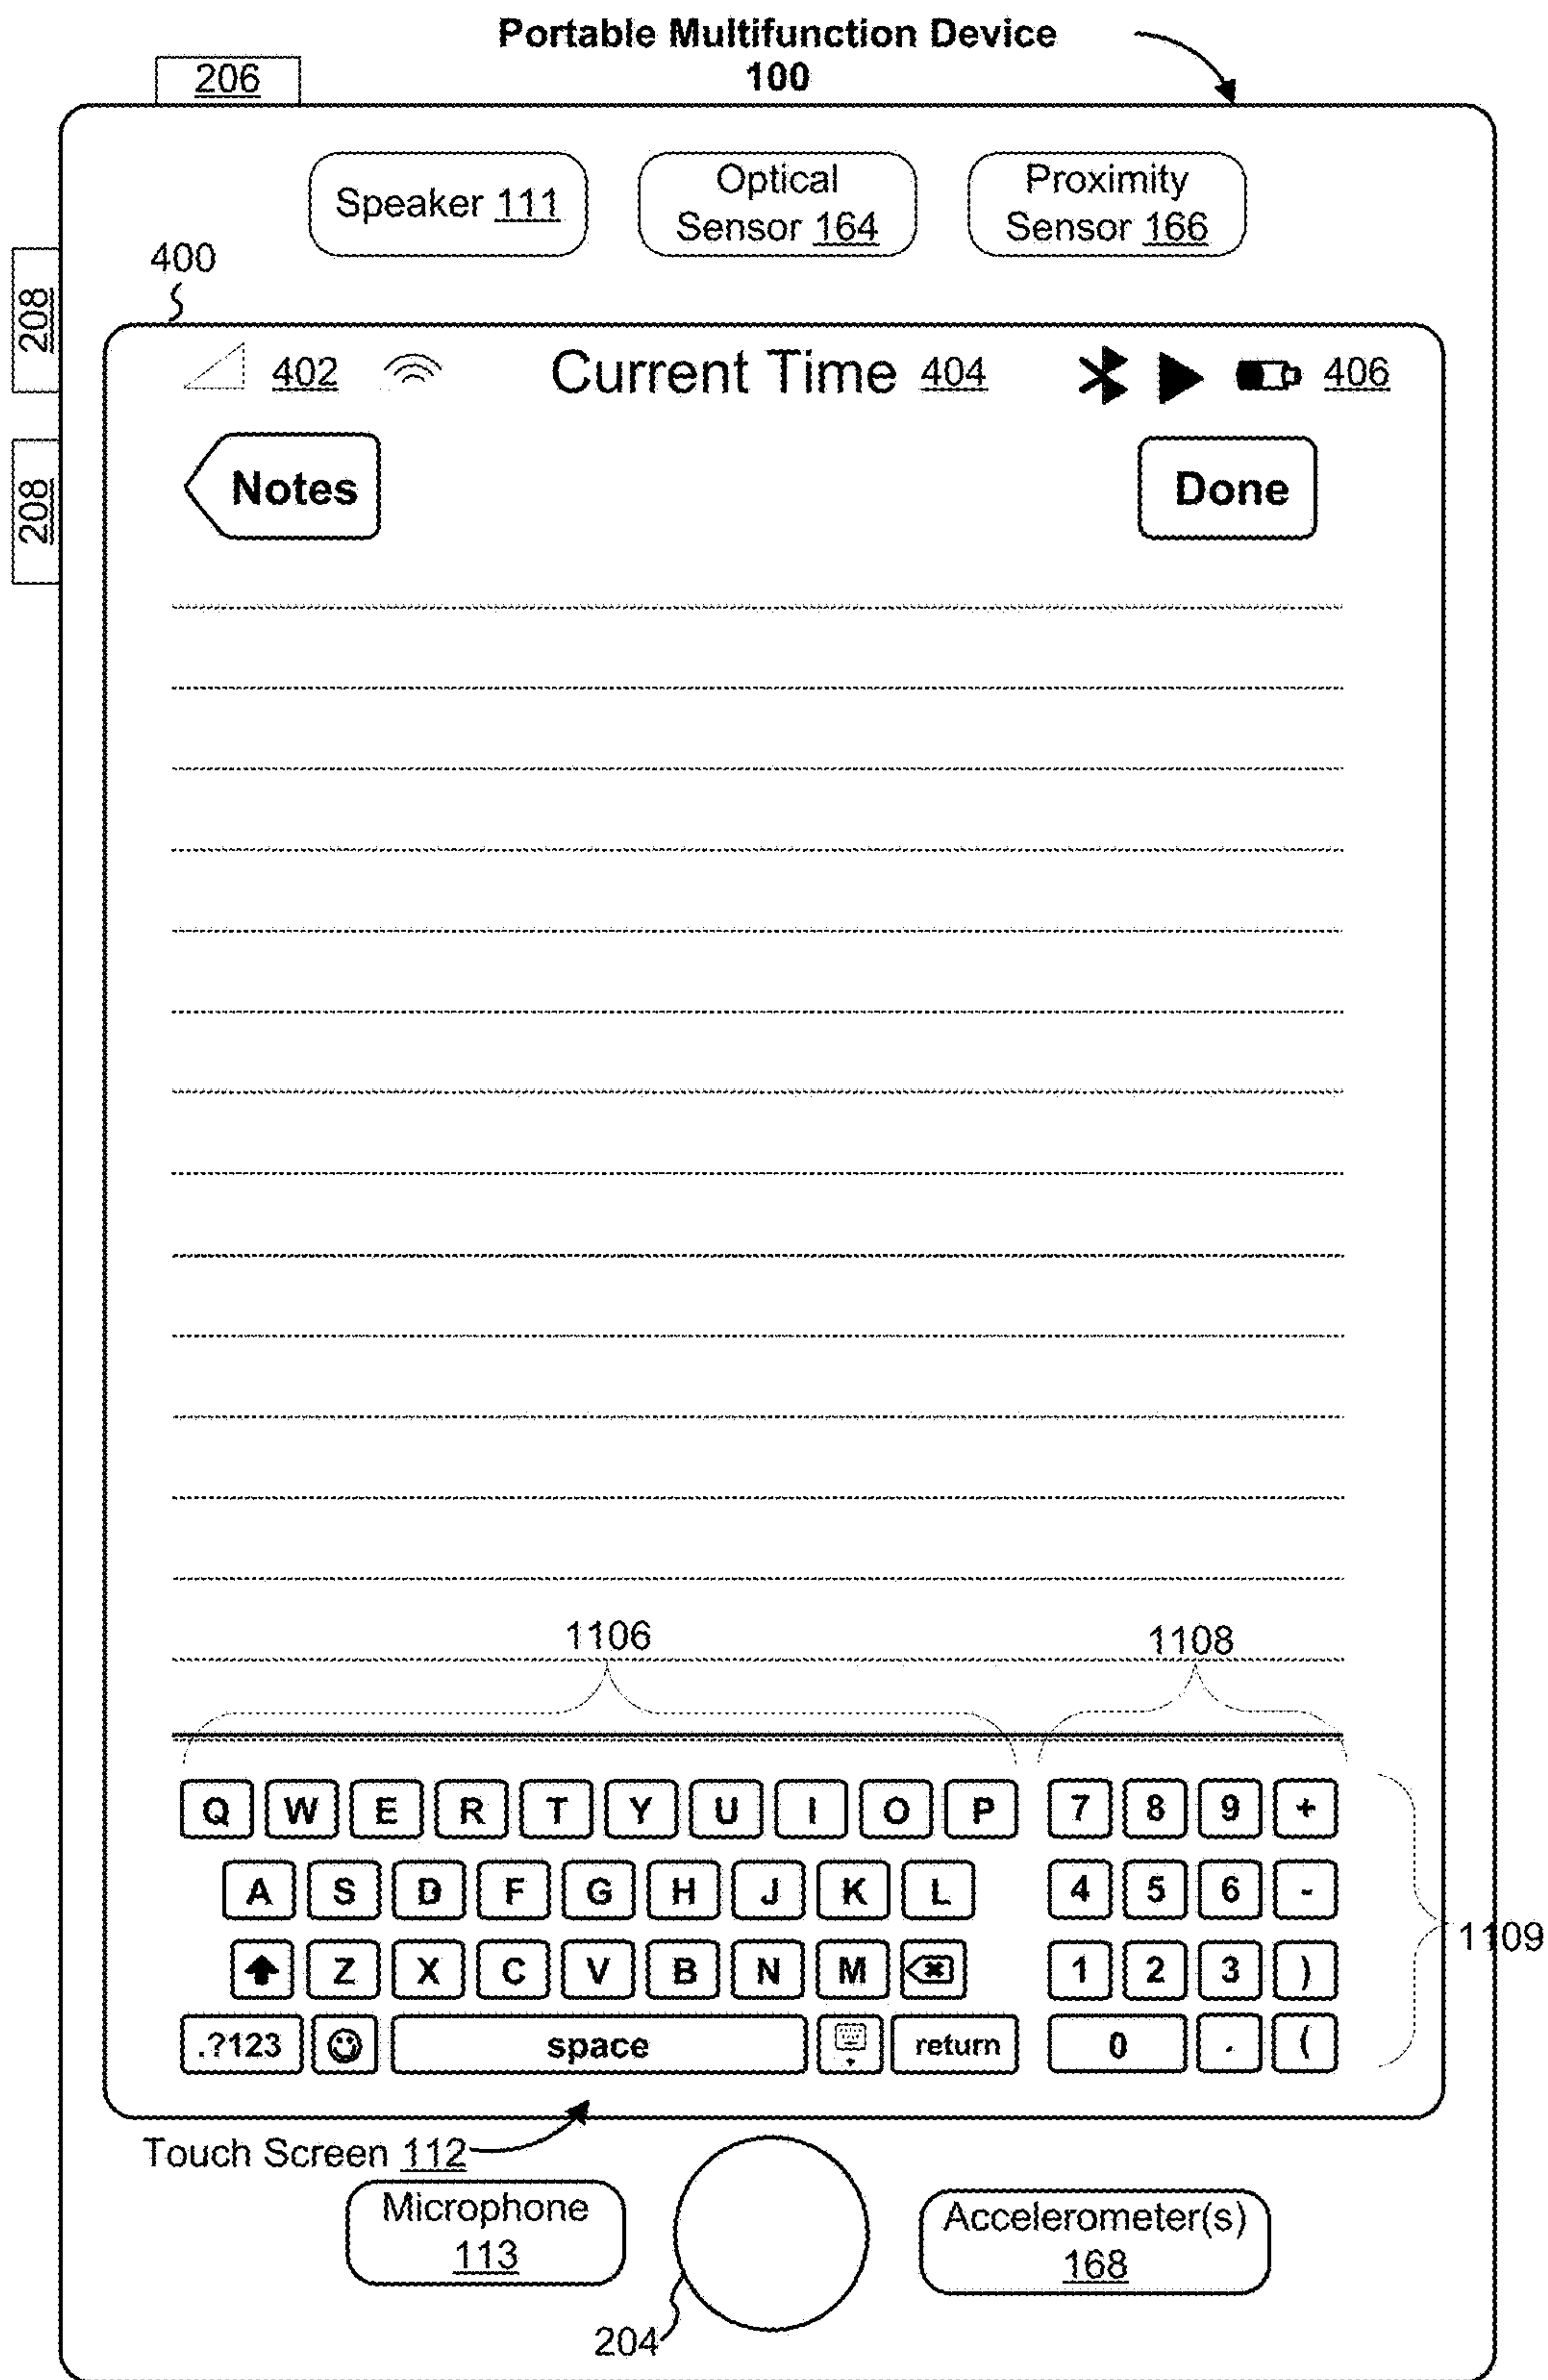 Portable Multifunction Device
100
206
Speaker 111
Optical
Sensor 164
Proximity
Sensor 166
208
208
400
402 Current Time 404 406
Notes Done
1106 1108
Q W E R T Y U I O P 7 8 9 +
A S D F G H J K L 4 5 6 -
Z X C V B N M 1 2 3 )
1109
.?123 space return 0 . (
Touch Screen 112
Microphone
113
Accelerometer(s)
168
204